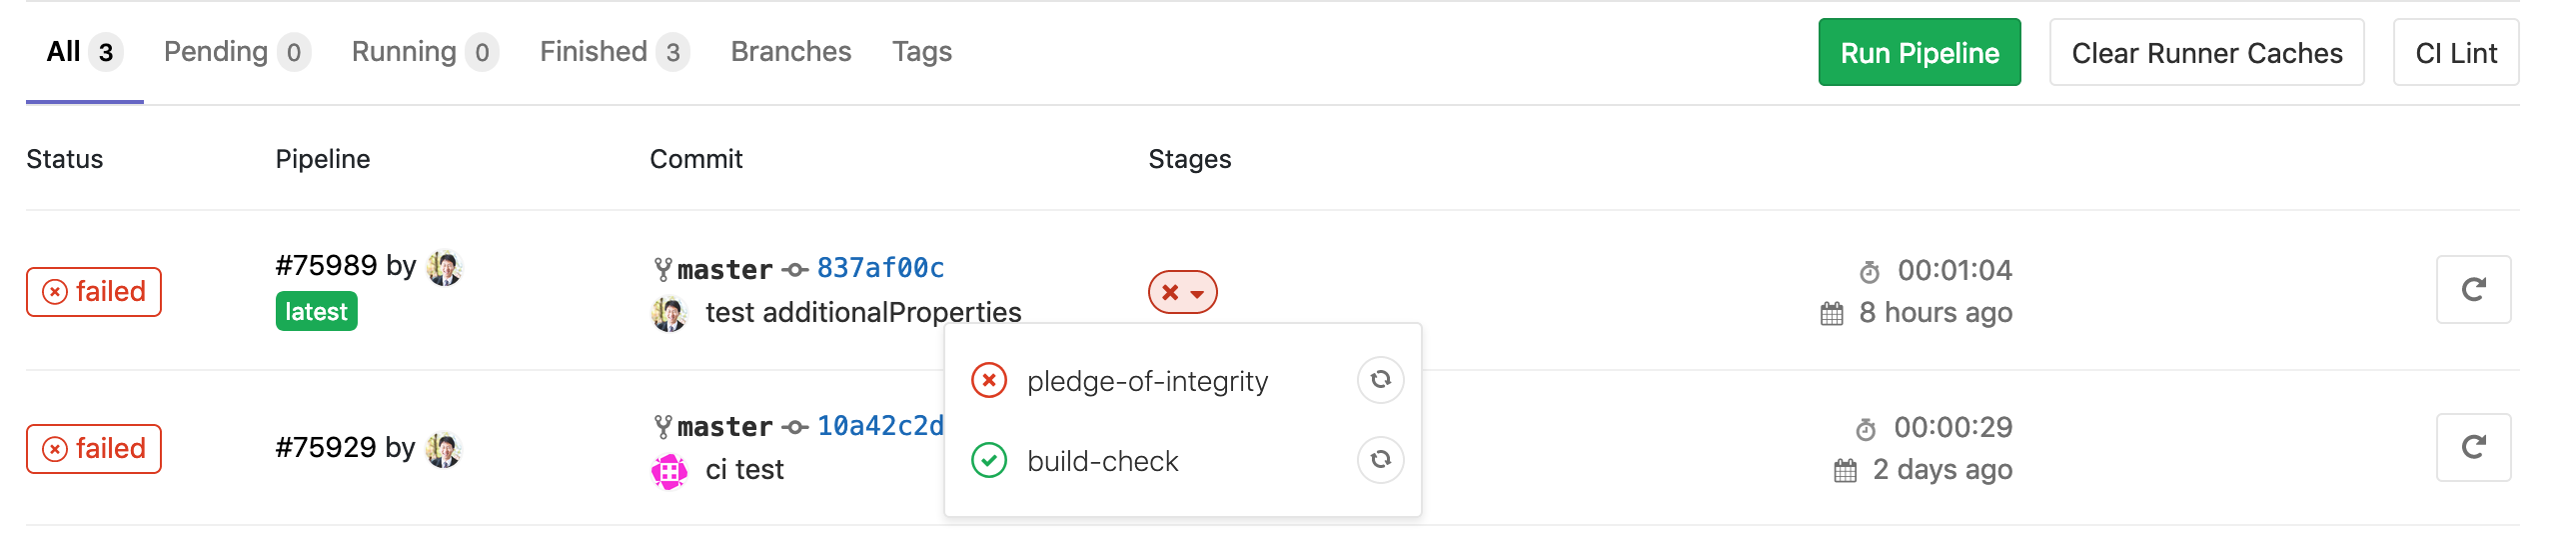 All 3 Pending 0 Running 0 Finished 3 Branches Tags Run Pipeline Clear Runner Caches CI Lint
Status Pipeline Commit Stages
failed
#75989 by
latest
master 837af00c
test additionalProperties
00:01:04
8 hours ago
pledge-of-integrity
build-check
failed
#75929 by
master 10a42c2d
ci test
00:00:29
2 days ago